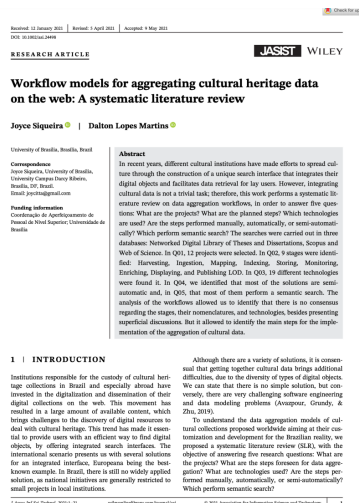 Check for up
Received: 12 January 2021 | Revised: 5 April 2021 | Accepted: 9 May 2021
DOI: 10.1002/asi.24498
RESEARCH ARTICLE
JASIST WILEY
Workflow models for aggregating cultural heritage data
on the web: A systematic literature review
Joyce Siqueira | Dalton Lopes Martins
University of Brasilia, Brasilia, Brazil
Correspondence
Joyce Siqueira, University of Brasilia,
University Campus Darcy Ribeiro,
Brasilia, DF, Brazil.
Email: joycitta@gmail.com
Funding information
Coordenação de Aperfeiçoamento de
Pessoal de Nível Superior; Universidade de
Brasília
Abstract
In recent years, different cultural institutions have made efforts to spread cul-
ture through the construction of a unique search interface that integrates their
digital objects and facilitates data retrieval for lay users. However, integrating
cultural data is not a trivial task; therefore, this work performs a systematic lit-
erature review on data aggregation workflows, in order to answer five ques-
tions: What are the projects? What are the planned steps? Which technologies
are used? Are the steps performed manually, automatically, or semi-automati-
cally? Which perform semantic search? The searches were carried out in three
databases: Networked Digital Library of Theses and Dissertations, Scopus and
Web of Science. In Q01, 12 projects were selected. In Q02, 9 stages were identi-
fied: Harvesting, Ingestion, Mapping, Indexing, Storing, Monitoring,
Enriching, Displaying, and Publishing LOD. In Q03, 19 different technologies
were found it. In Q04, we identified that most of the solutions are semi-
automatic and, in Q05, that most of them perform a semantic search. The
analysis of the workflows allowed us to identify that there is no consensus
regarding the stages, their nomenclatures, and technologies, besides presenting
superficial discussions. But it allowed to identify the main steps for the imple-
mentation of the aggregation of cultural data.
1 | INTRODUCTION
Institutions responsible for the custody of cultural heri-
tage collections in Brazil and especially abroad have
invested in the digitalization and dissemination of their
digital collections on the web. This movement has
resulted in a large amount of available content, which
brings challenges to the discovery of digital resources to
deal with cultural heritage. This trend has made it essen-
tial to provide users with an efficient way to find digital
objects, by offering integrated search interfaces. The
international scenario presents us with several solutions
for an integrated interface, Europeana being the best-
known example. In Brazil, there is still no widely applied
solution, as national initiatives are generally restricted to
small projects in local institutions.
Although there are a variety of solutions, it is consen-
sual that getting together cultural data brings additional
difficulties, due to the diversity of types of digital objects.
We can state that there is no simple solution, but con-
versely, there are very challenging software engineering
and data modeling problems (Avazpour, Grundy, &
Zhu, 2019).
To understand the data aggregation models of cul-
tural collections proposed worldwide aiming at their cus-
tomization and development for the Brazilian reality, we
proposed a systematic literature review (SLR), with the
objective of answering five research questions: What are
the projects? What are the steps foreseen for data aggre-
gation? What are technologies used? Are the steps per-
formed manually, automatically, or semi-automatically?
Which perform semantic search?